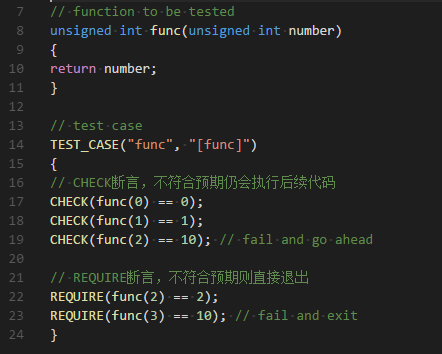 7 // function to be tested
8 unsigned int func(unsigned int number)
9 {
10 return number;
11 }
12
13 // test case
14 TEST_CASE("func", "[func]")
15 {
16 // CHECK断言，不符合预期仍会执行后续代码
17 CHECK(func(0) == 0);
18 CHECK(func(1) == 1);
19 CHECK(func(2) == 10); // fail and go ahead
20
21 // REQUIRE断言，不符合预期则直接退出
22 REQUIRE(func(2) == 2);
23 REQUIRE(func(3) == 10); // fail and exit
24 }